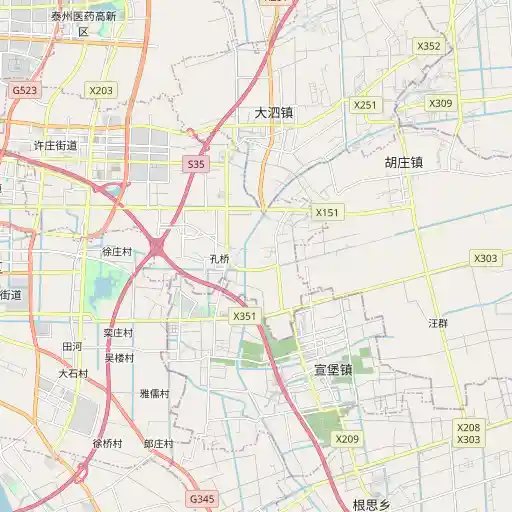 泰州医药高新
区
X352
G523
X203
X251
X309
大泗镇
许庄街道
S35
胡庄镇
镇
X151
徐庄村
孔桥
X303
街道
X351
汪群
栾庄村
田河
吴楼村
大石村
宣堡镇
雅儒村
X208
X303
徐桥村
郐庄村
X209
G345
根思乡